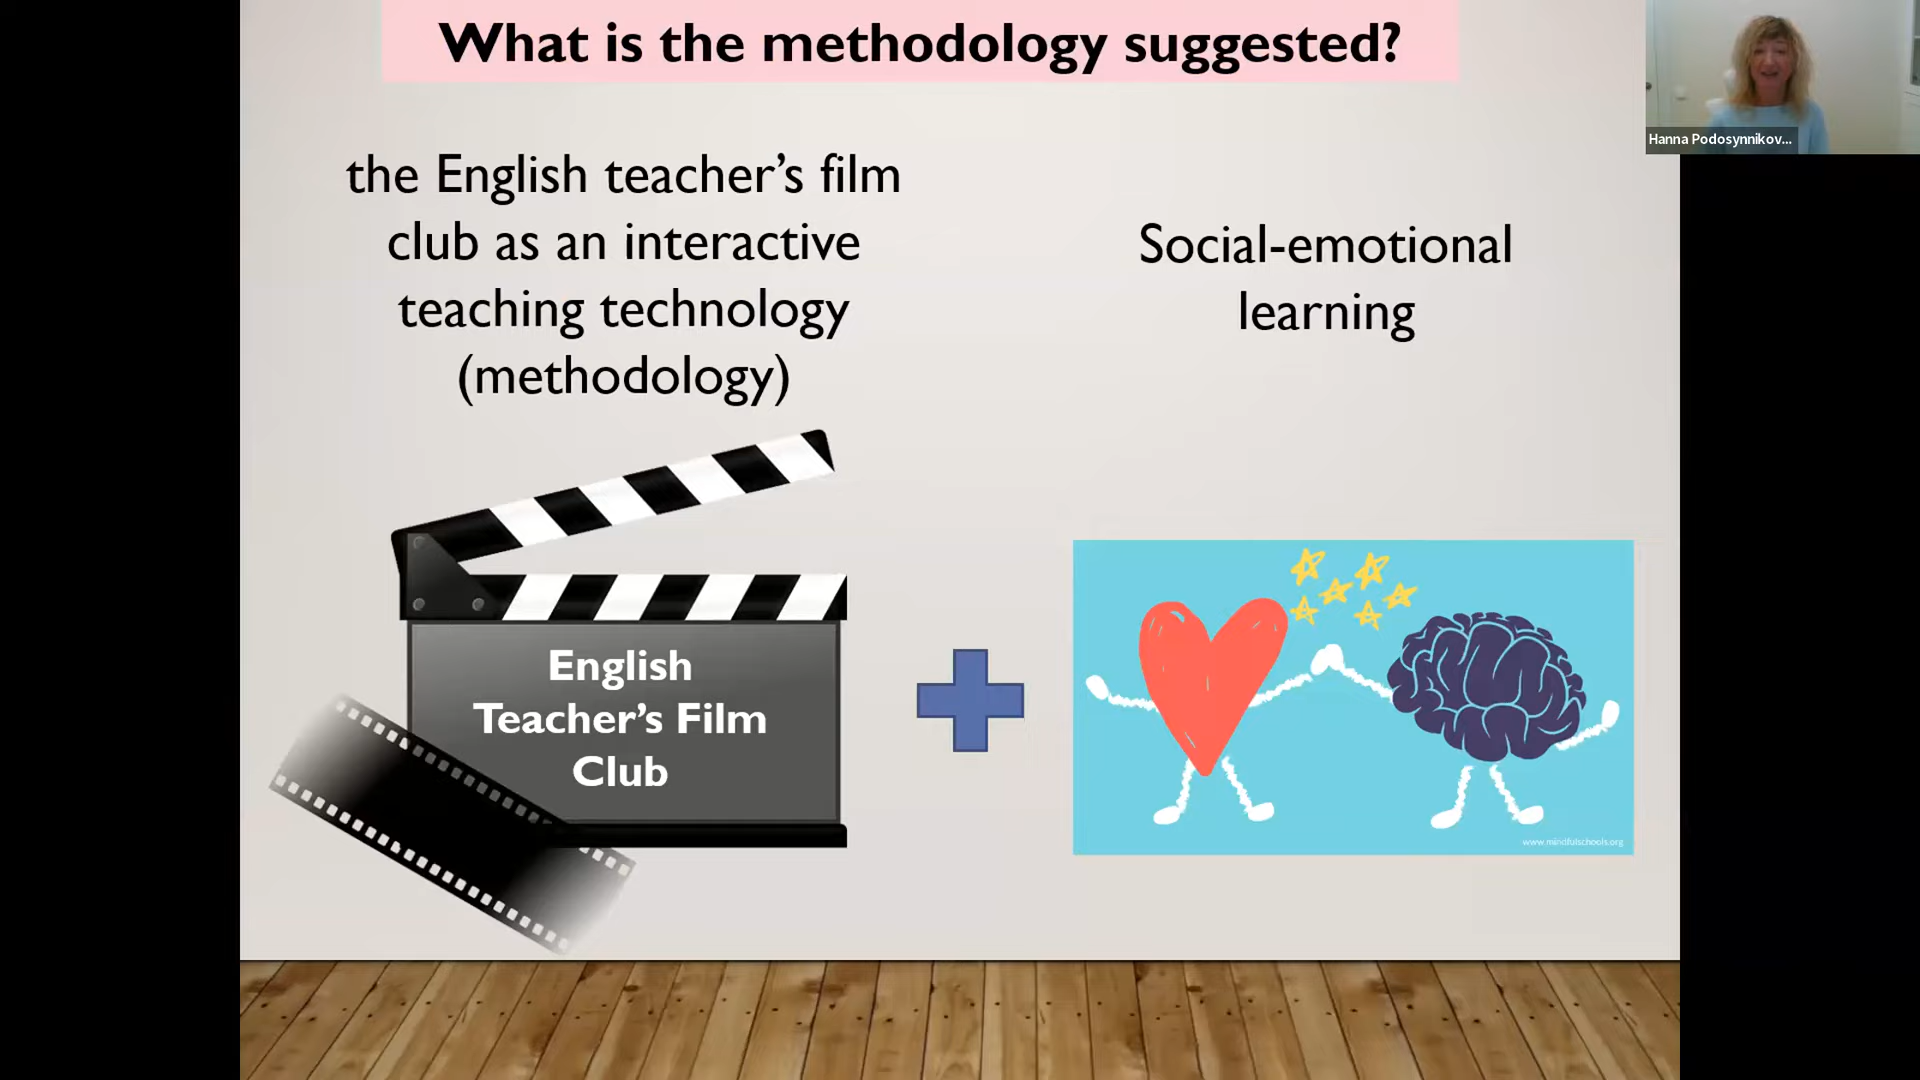 What is the methodology suggested?
Hanna Podosynnikov...
the English teacher's film
club as an interactive
teaching technology
(methodology)
Social-emotional
learning
English
Teacher's Film
Club
www.mindfulschools.org